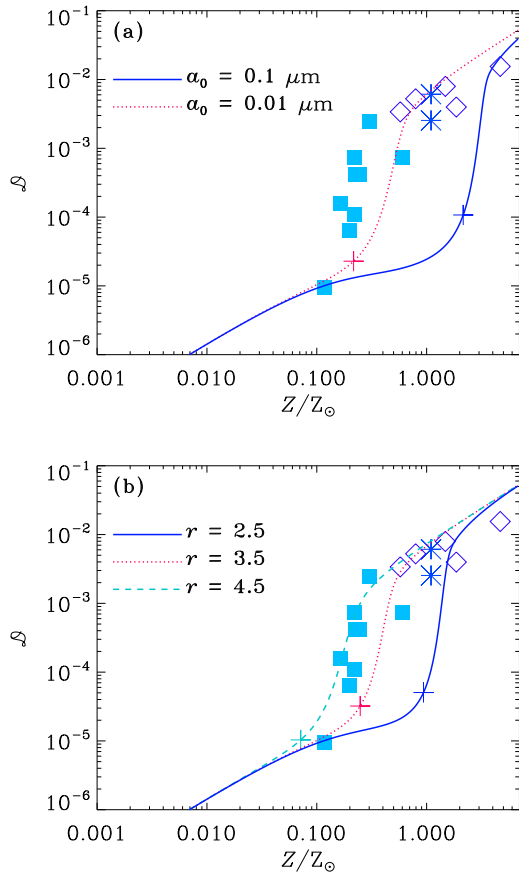 10⁻¹
(a)
a₀ = 0.1 μm
10⁻²
a₀ = 0.01 μm
10⁻³
𝒟
10⁻⁴
10⁻⁵
10⁻⁶
0.001 0.010 0.100 1.000
Z/Z⊙
10⁻¹
(b)
r = 2.5
10⁻²
r = 3.5
r = 4.5
10⁻³
𝒟
10⁻⁴
10⁻⁵
10⁻⁶
0.001 0.010 0.100 1.000
Z/Z⊙